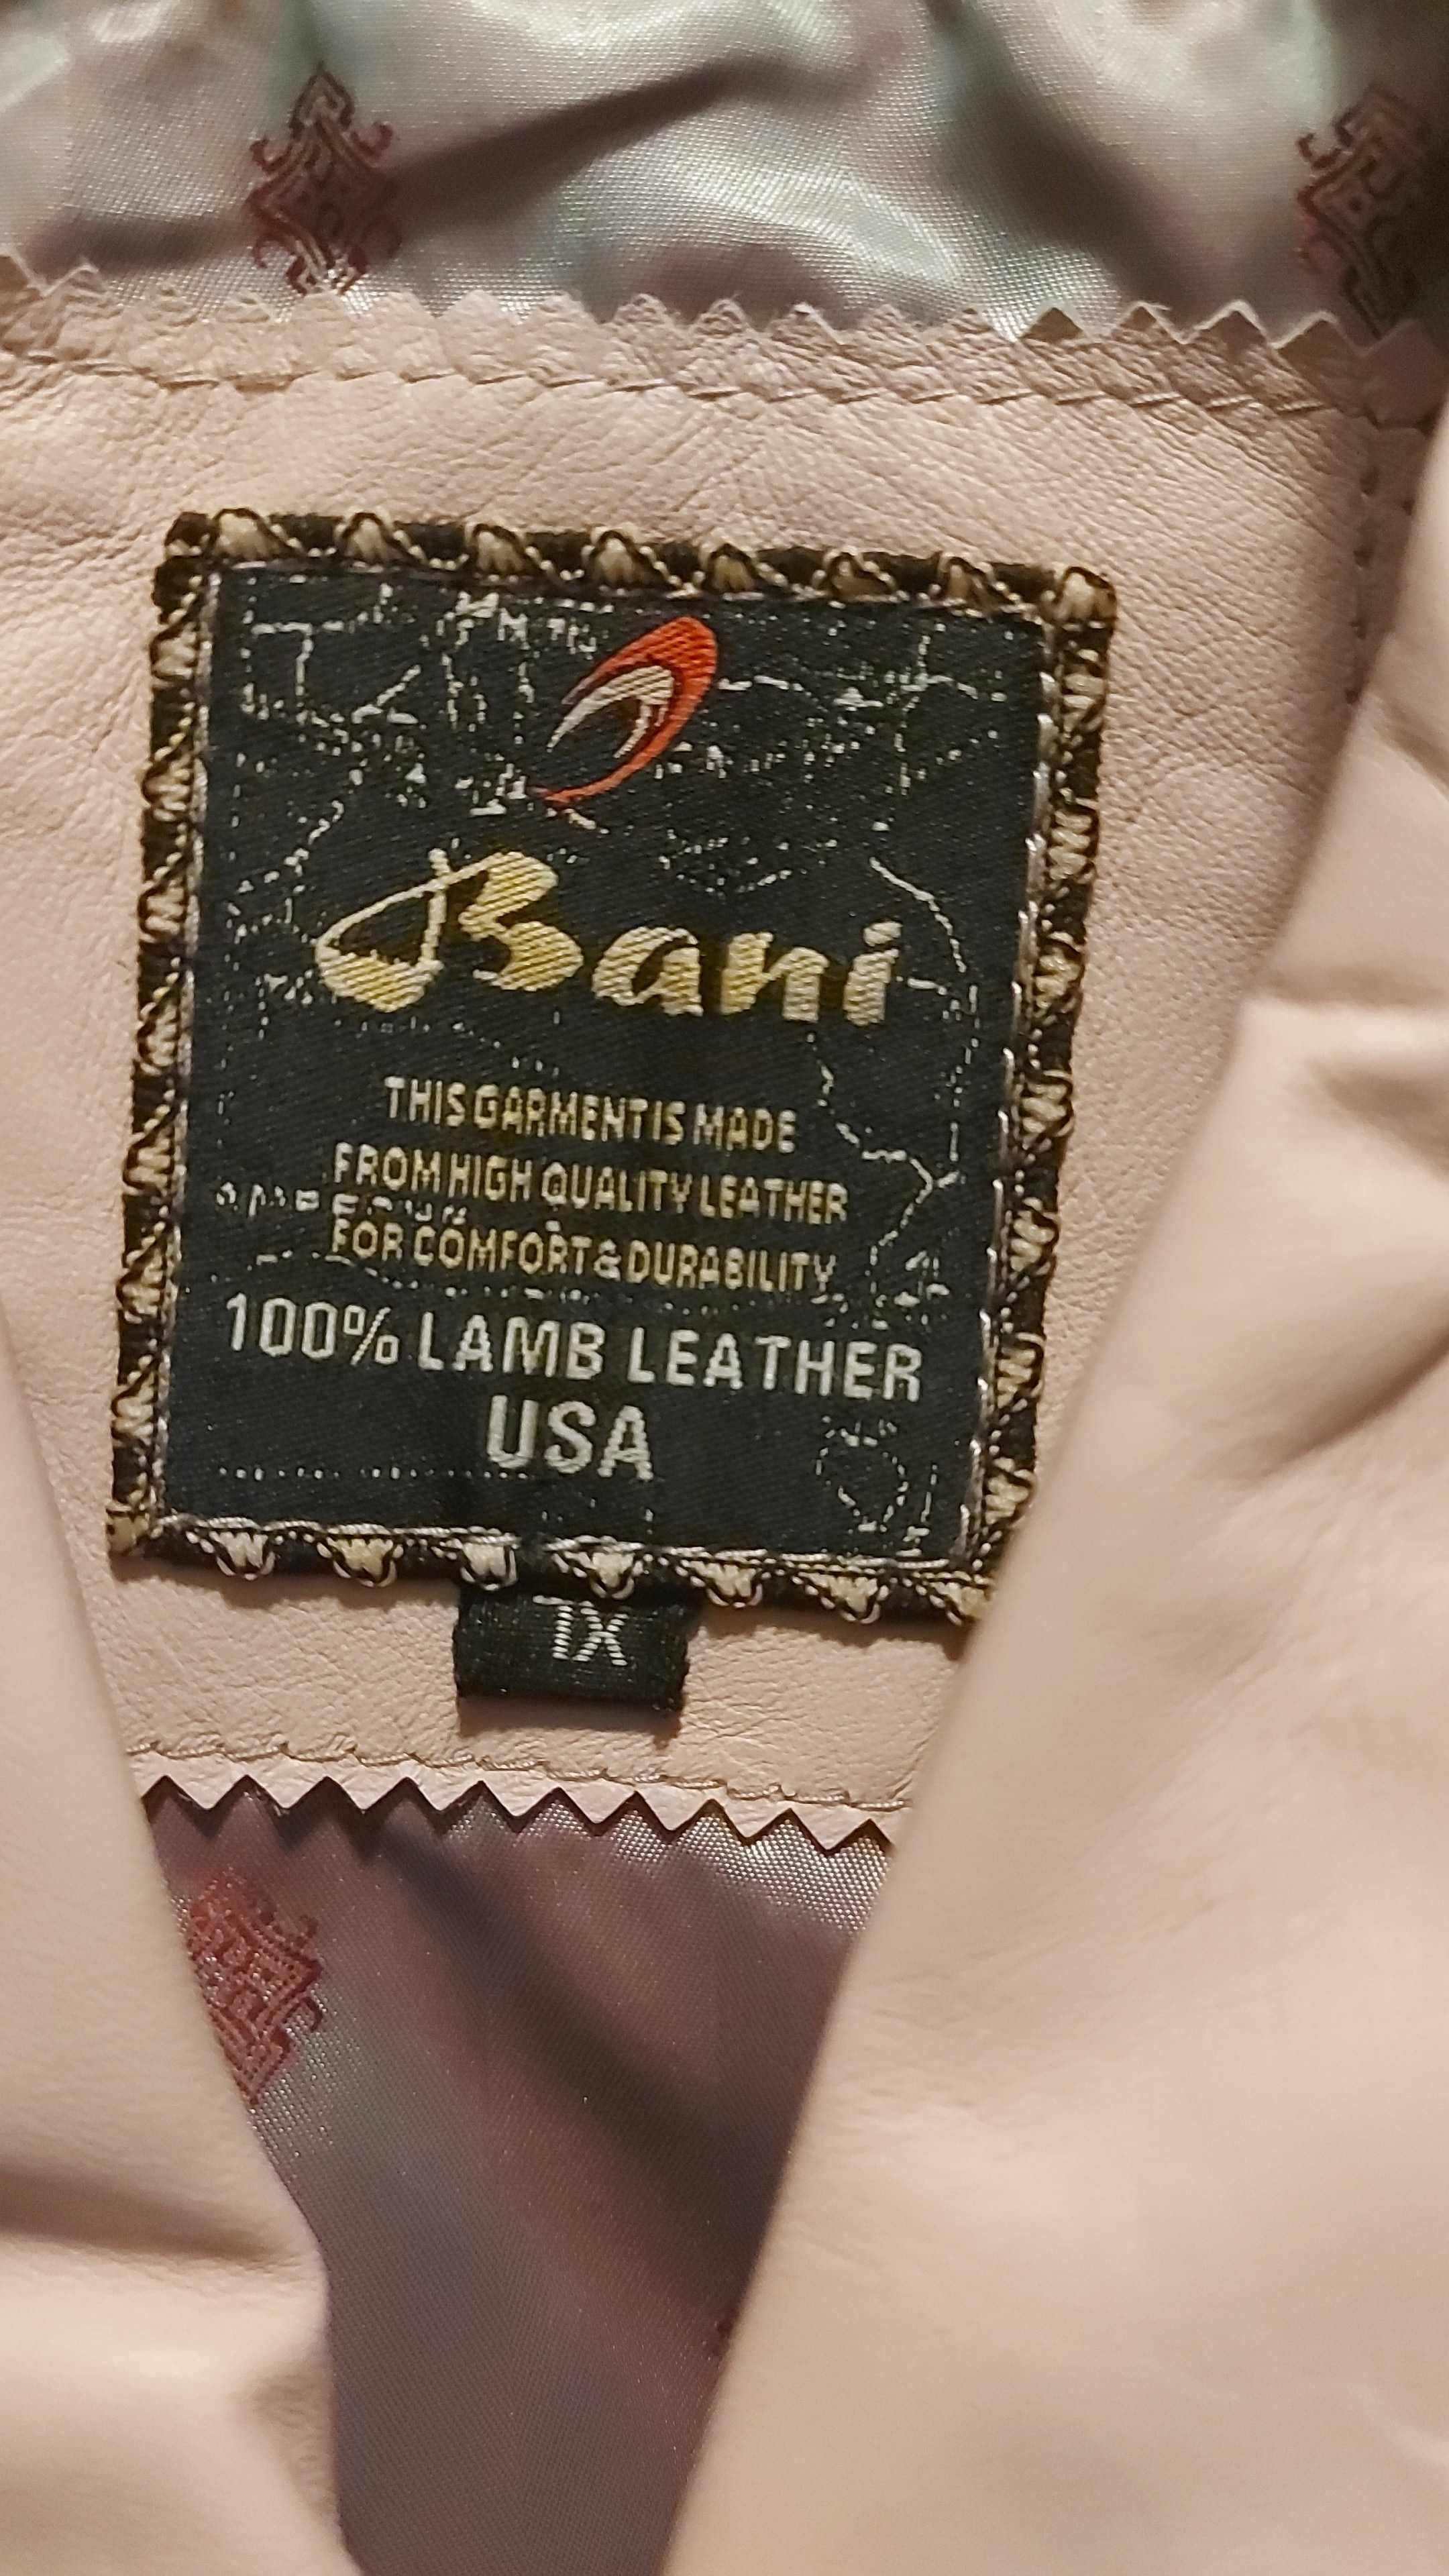 Bani
THIS GARMENT IS MADE
FROM HIGH QUALITY LEATHER
FOR COMFORT & DURABILITY
100% LAMB LEATHER
USA
1X